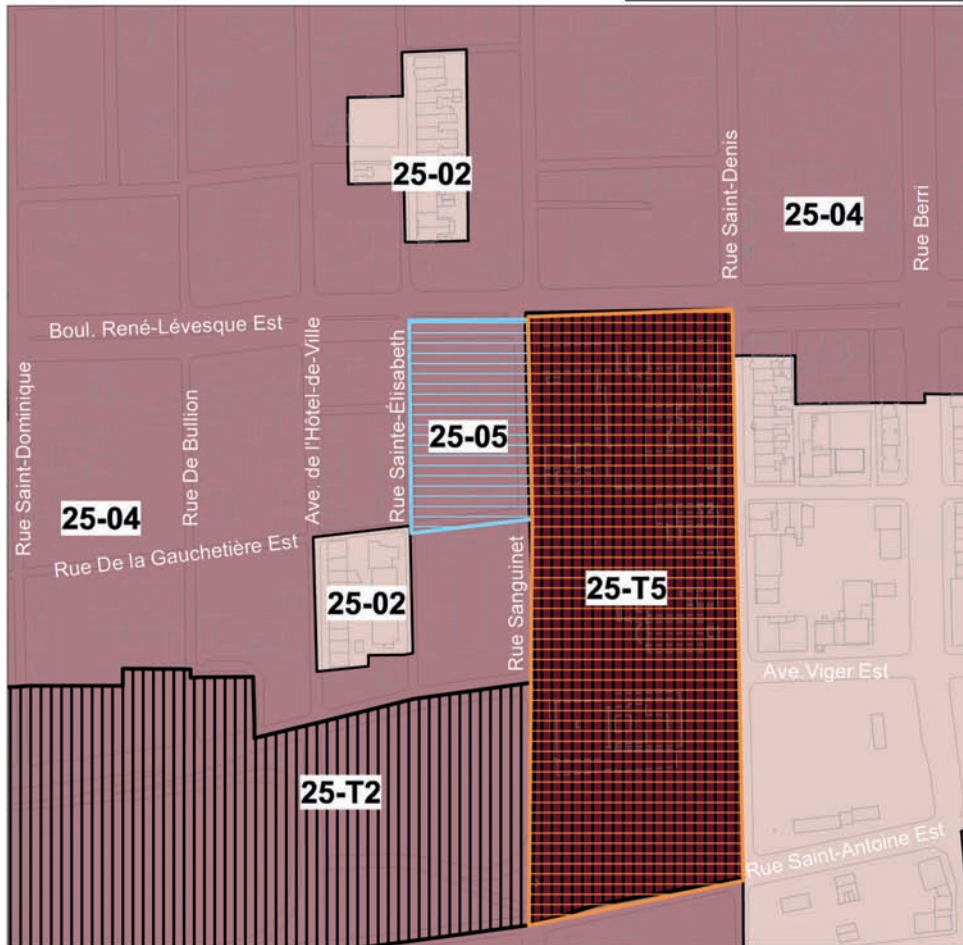 25-02
Rue Saint-Denis
25-04
Rue Berri
Boul. René-Lévesque Est
Ave. de l'Hôtel-de-Ville
Rue Sainte-Élisabeth
Rue Saint-Dominique
Rue De Bullion
25-05
25-04
Rue De la Gauchetière Est
25-02
Rue Sanguinet
25-T5
Ave.Viger Est
25-T2
Rue Saint-Antoine Est